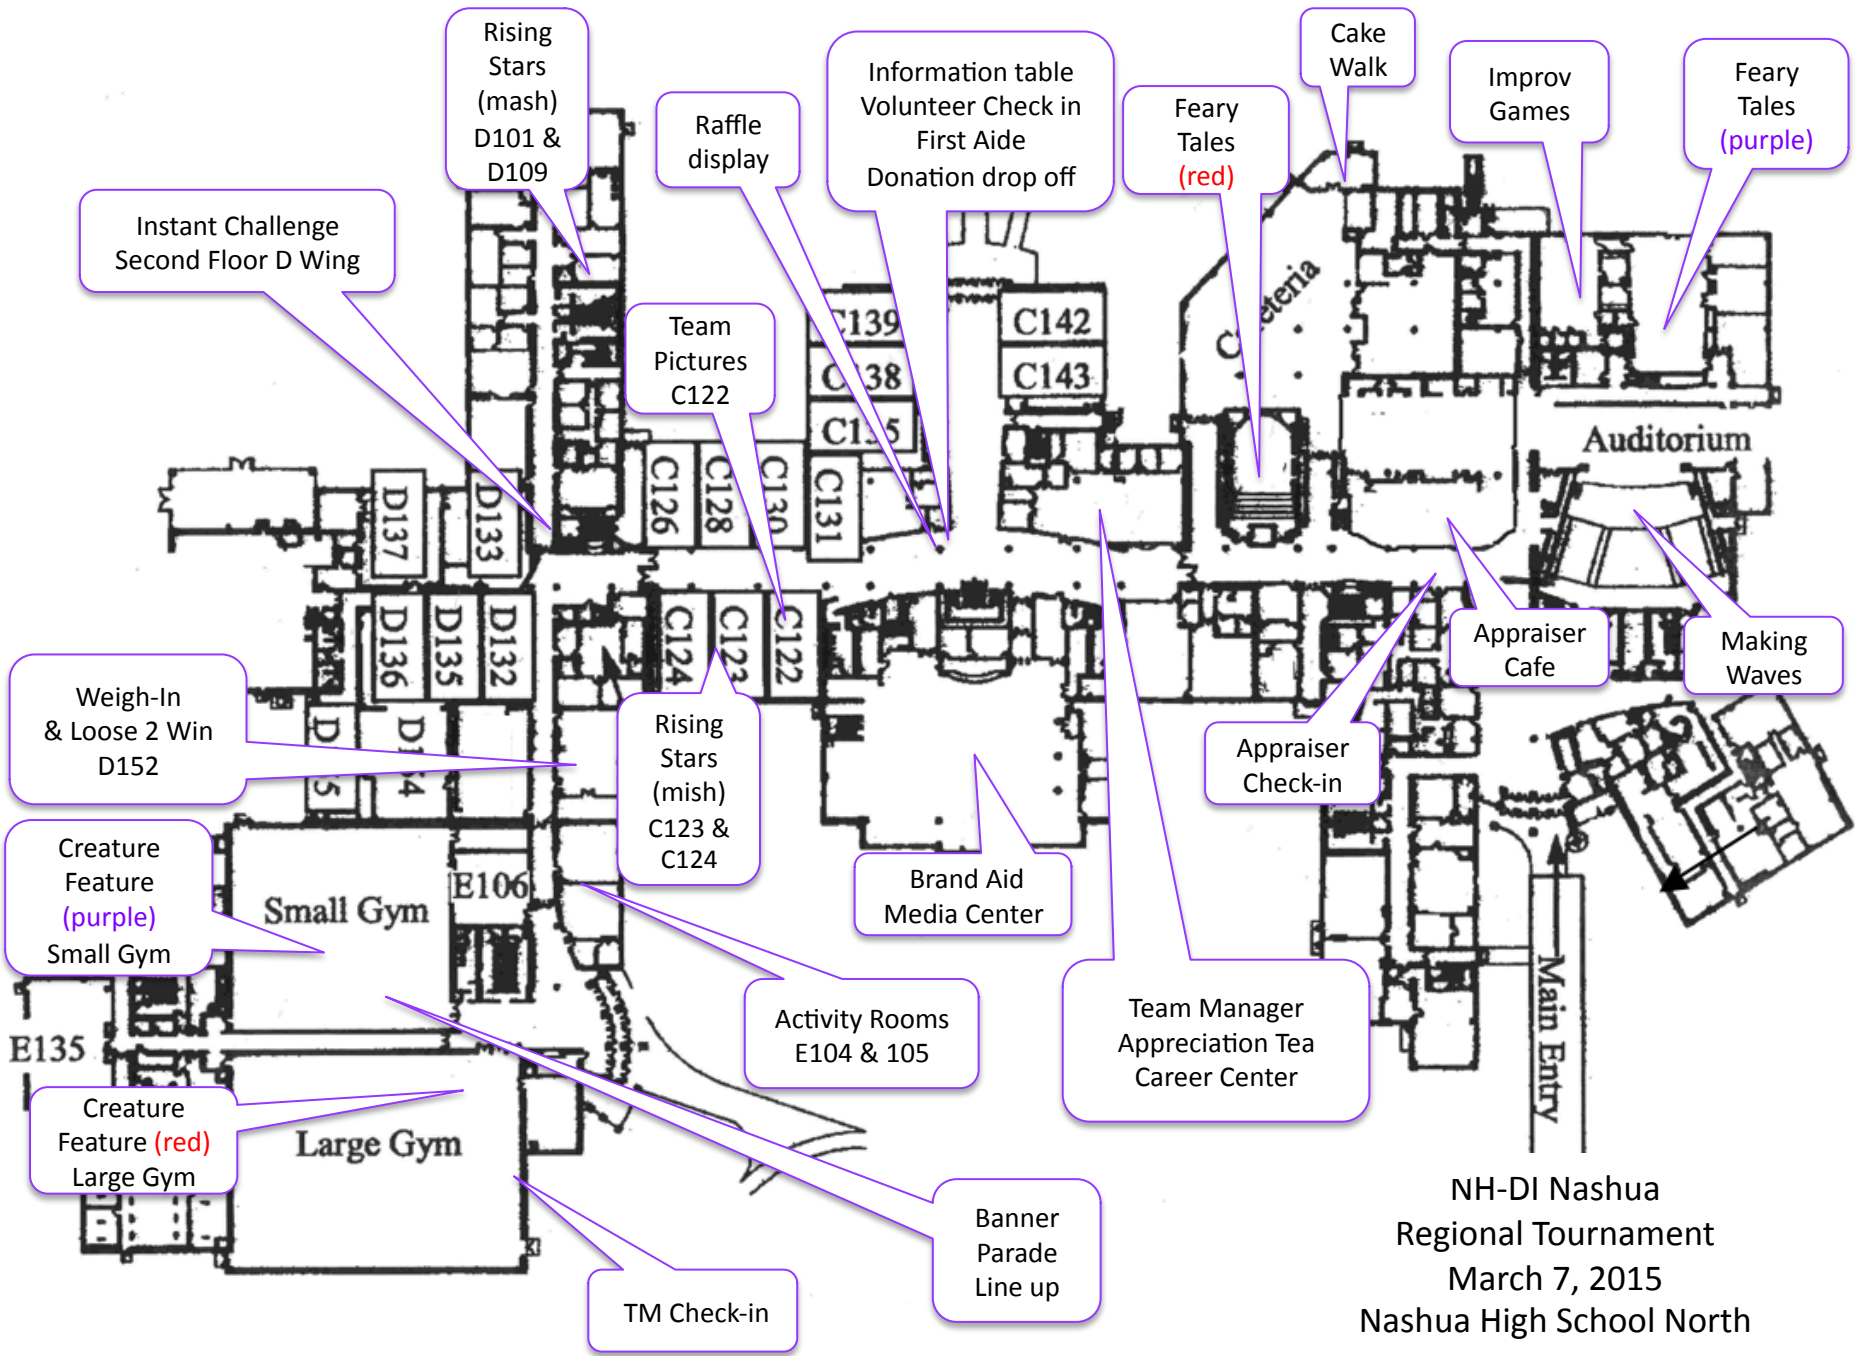 Rising
Stars
(mash)
D101 &
D109
Raffle
display
Information table
Volunteer Check in
First Aide
Donation drop off
Feary
Tales
(red)
Cake
Walk
Improv
Games
Feary
Tales
(purple)
Instant Challenge
Second Floor D Wing
Team
Pictures
C122
C139
C138
C142
C143
Auditorium
D137
D133
C126
C128
C130
C131
D136
D135
D132
C124
C123
C122
Weigh-In
& Loose 2 Win
D152
Rising
Stars
(mish)
C123 &
C124
Appraiser
Cafe
Making
Waves
Appraiser
Check-in
Creature
Feature
(purple)
Small Gym
Small Gym
E106
Brand Aid
Media Center
E135
Activity Rooms
E104 & 105
Team Manager
Appreciation Tea
Career Center
Main Entry
Creature
Feature (red)
Large Gym
Large Gym
Banner
Parade
Line up
TM Check-in
NH-DI Nashua
Regional Tournament
March 7, 2015
Nashua High School North